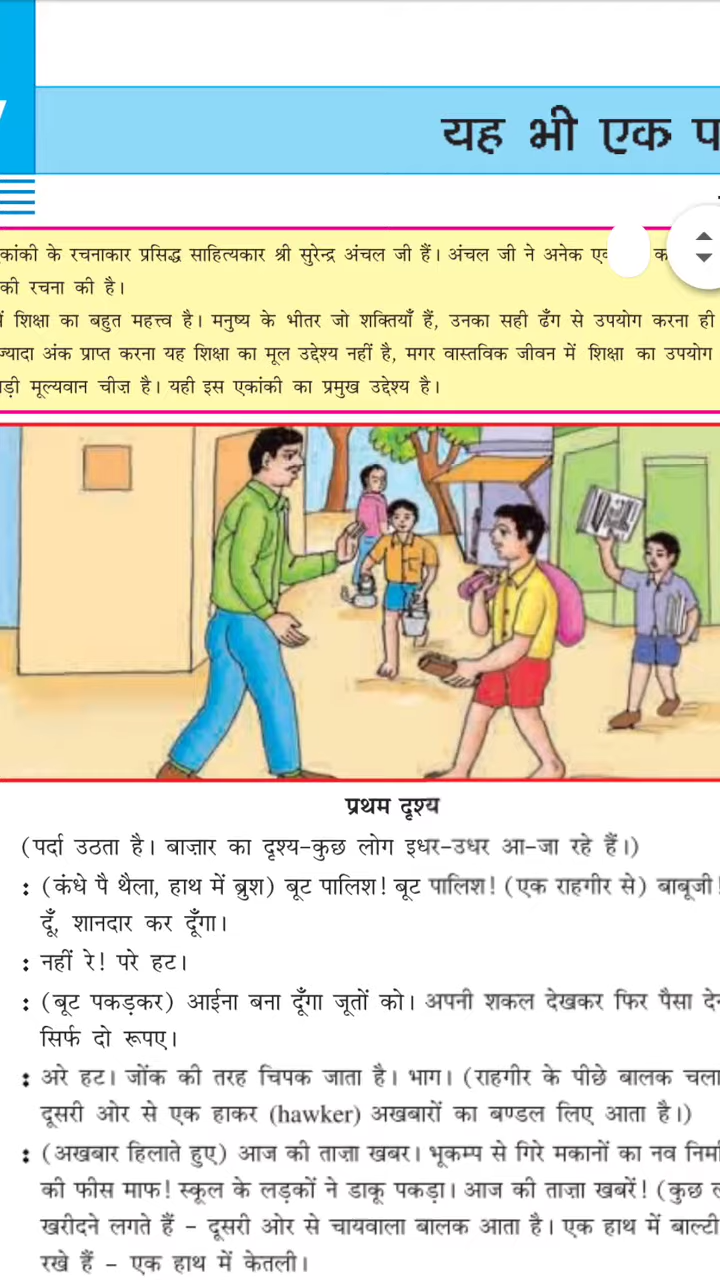 यह भी एक
एकांकी के रचनाकार प्रसिद्ध साहित्यकार श्री सुरेन्द्र अंचल जी हैं। अंचल जी ने अनेक
की रचना की है।
शिक्षा का बहुत महत्त्व है। मनुष्य के भीतर जो शक्तियाँ हैं, उनका सही ढँग से उपयोग करना ही
ज्यादा अंक प्राप्त करना यह शिक्षा का मूल उद्देश्य नहीं है, मगर वास्तविक जीवन में शिक्षा का उपयोग
मूल्यवान चीज़ है। यही इस एकांकी का प्रमुख उद्देश्य है।
प्रथम दृश्य
(पर्दा उठता है। बाज़ार का दृश्य-कुछ लोग इधर-उधर आ-जा रहे हैं।)
: (कंधे पै थैला, हाथ में ब्रुश) बूट पालिश! बूट पालिश! (एक राहगीर से) बाबूजी!
दूँ, शानदार कर दूँगा।
: नहीं रे! परे हट।
: (बूट पकड़कर) आईना बना दूँगा जूतों को। अपनी शकल देखकर फिर पैसा
सिर्फ दो रूपए।
: अरे हट। जोंक की तरह चिपक जाता है। भाग। (राहगीर के पीछे बालक चला
दूसरी ओर से एक हाकर (hawker) अखबारों का बण्डल लिए आता है।)
: (अखबार हिलाते हुए) आज की ताज़ा खबर। भूकम्प से गिरे मकानों का नव
की फीस माफ! स्कूल के लड़कों ने डाकू पकड़ा। आज की ताज़ा खबरें! (कुछ
खरीदने लगते हैं - दूसरी ओर से चायवाला बालक आता है। एक हाथ में बाल्टी
रखे हैं - एक हाथ में केतली।